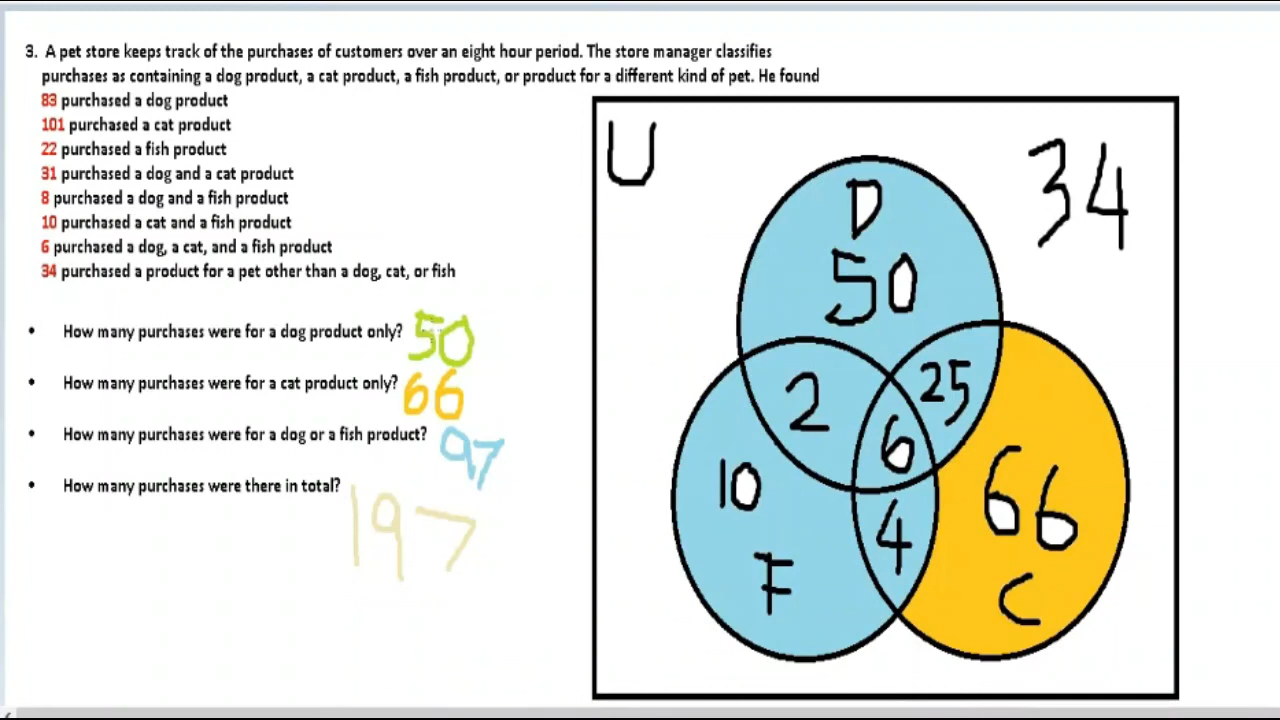 3. A pet store keeps track of the purchases of customers over an eight hour period. The store manager classifies
purchases as containing a dog product, a cat product, a fish product, or product for a different kind of pet. He found
83 purchased a dog product
101 purchased a cat product
22 purchased a fish product
31 purchased a dog and a cat product
8 purchased a dog and a fish product
10 purchased a cat and a fish product
6 purchased a dog, a cat, and a fish product
34 purchased a product for a pet other than a dog, cat, or fish
• How many purchases were for a dog product only? 50
• How many purchases were for a cat product only? 66
• How many purchases were for a dog or a fish product? 97
• How many purchases were there in total?
197
U
34
D
50
2
25
6
10
4
66
F
C